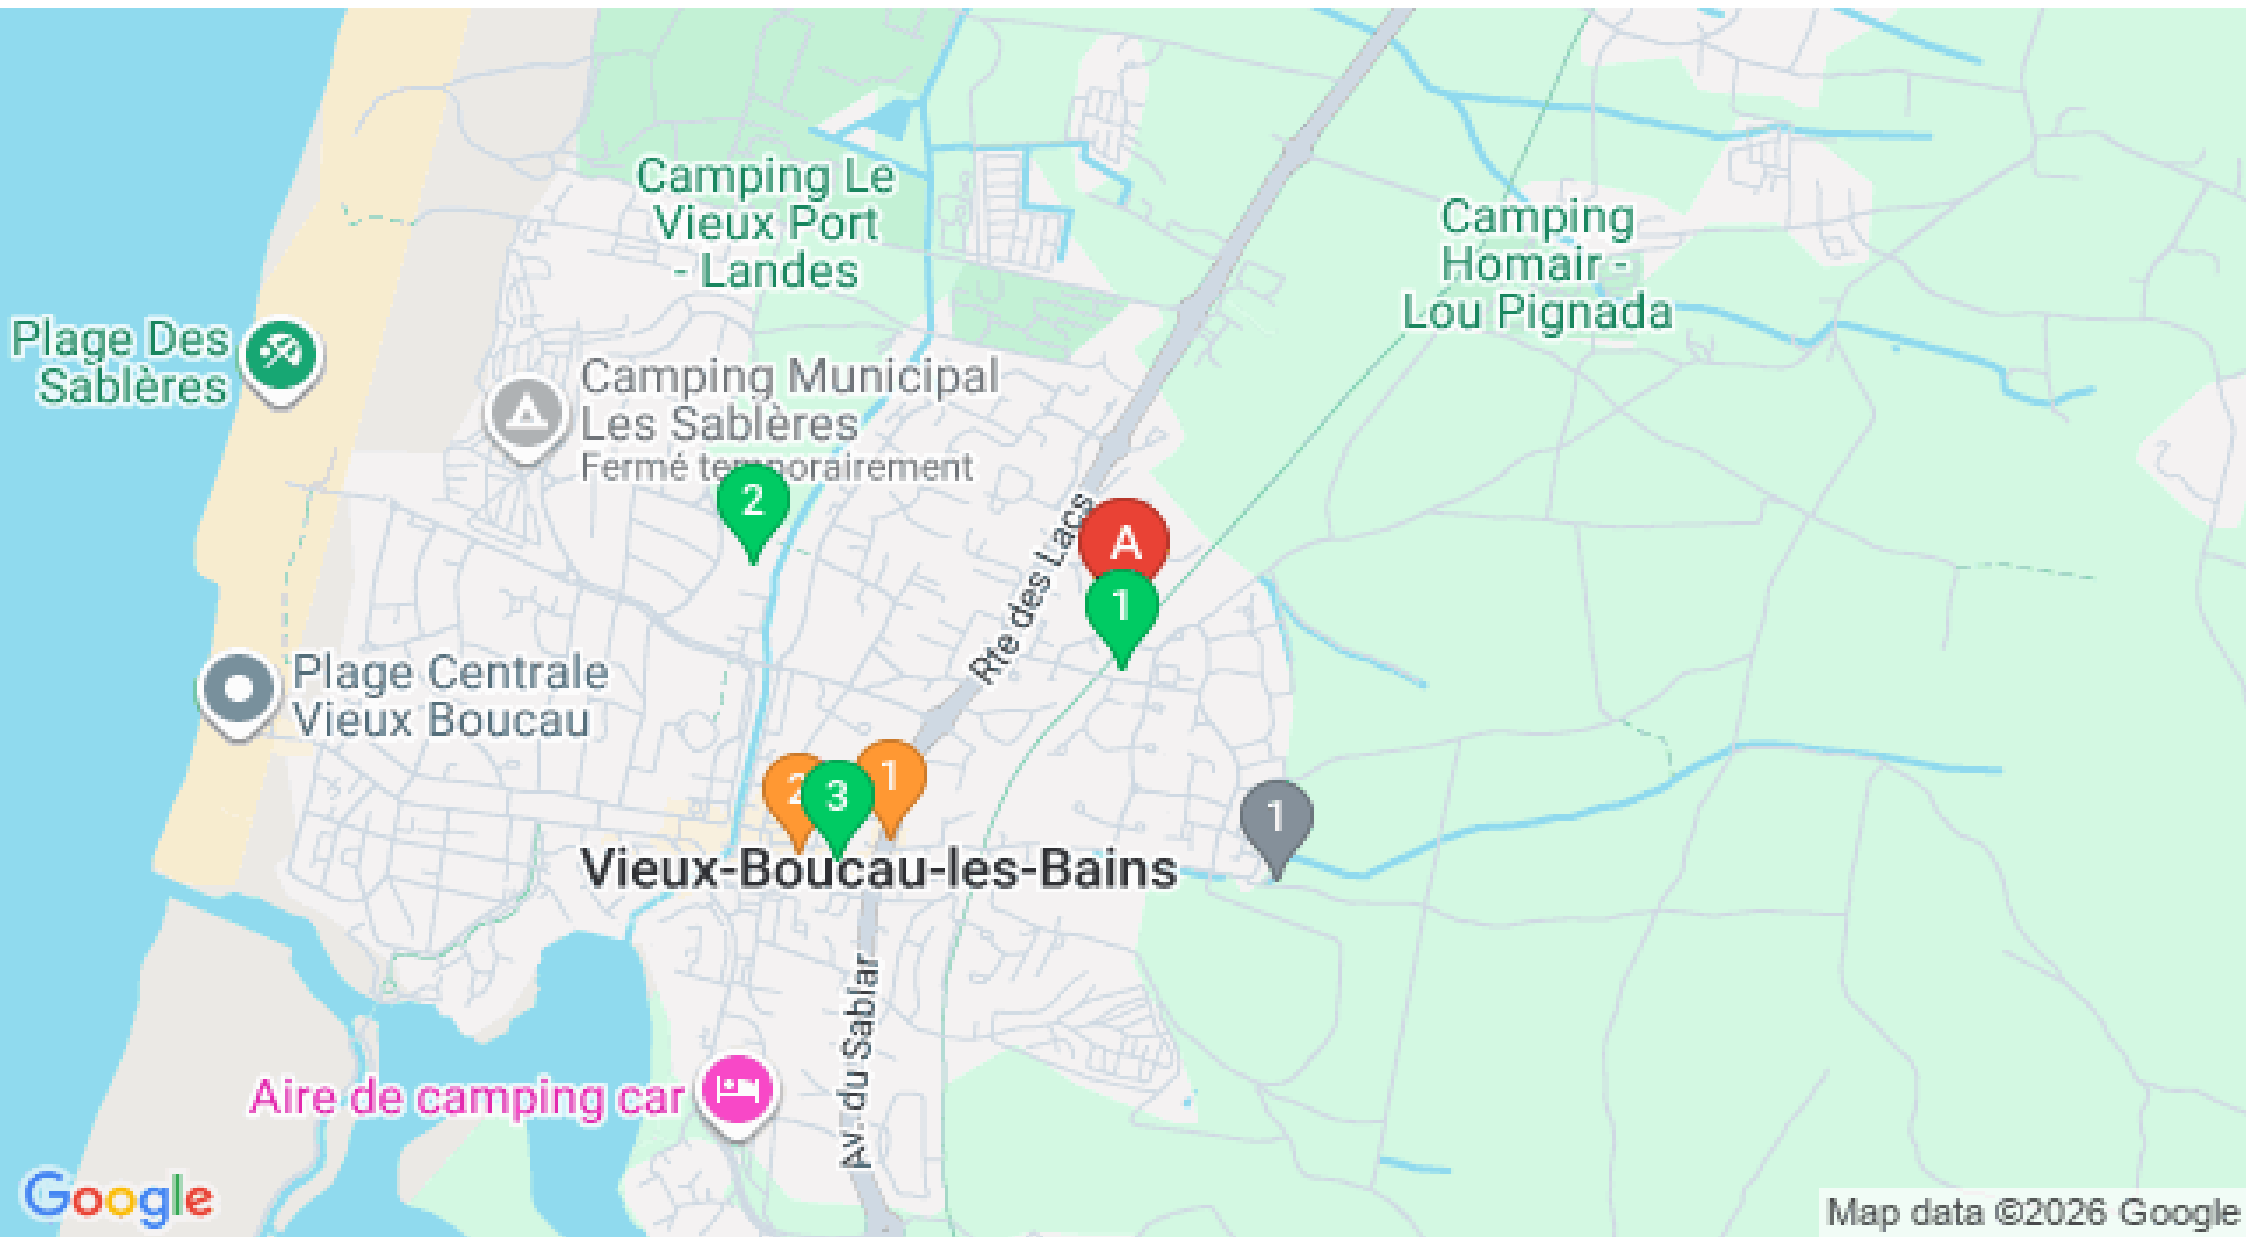 Camping Le
Vieux Port
- Landes
Camping
Homair -
Lou Pignada
Plage Des
Sablères
Camping Municipal
Les Sablères
Fermé temporairement
2
A
1
Rte des Lacs
Plage Centrale
Vieux Boucau
2
3
1
1
Vieux-Boucau-les-Bains
Av. du Sablar
Aire de camping car
Google
Map data ©2026 Google